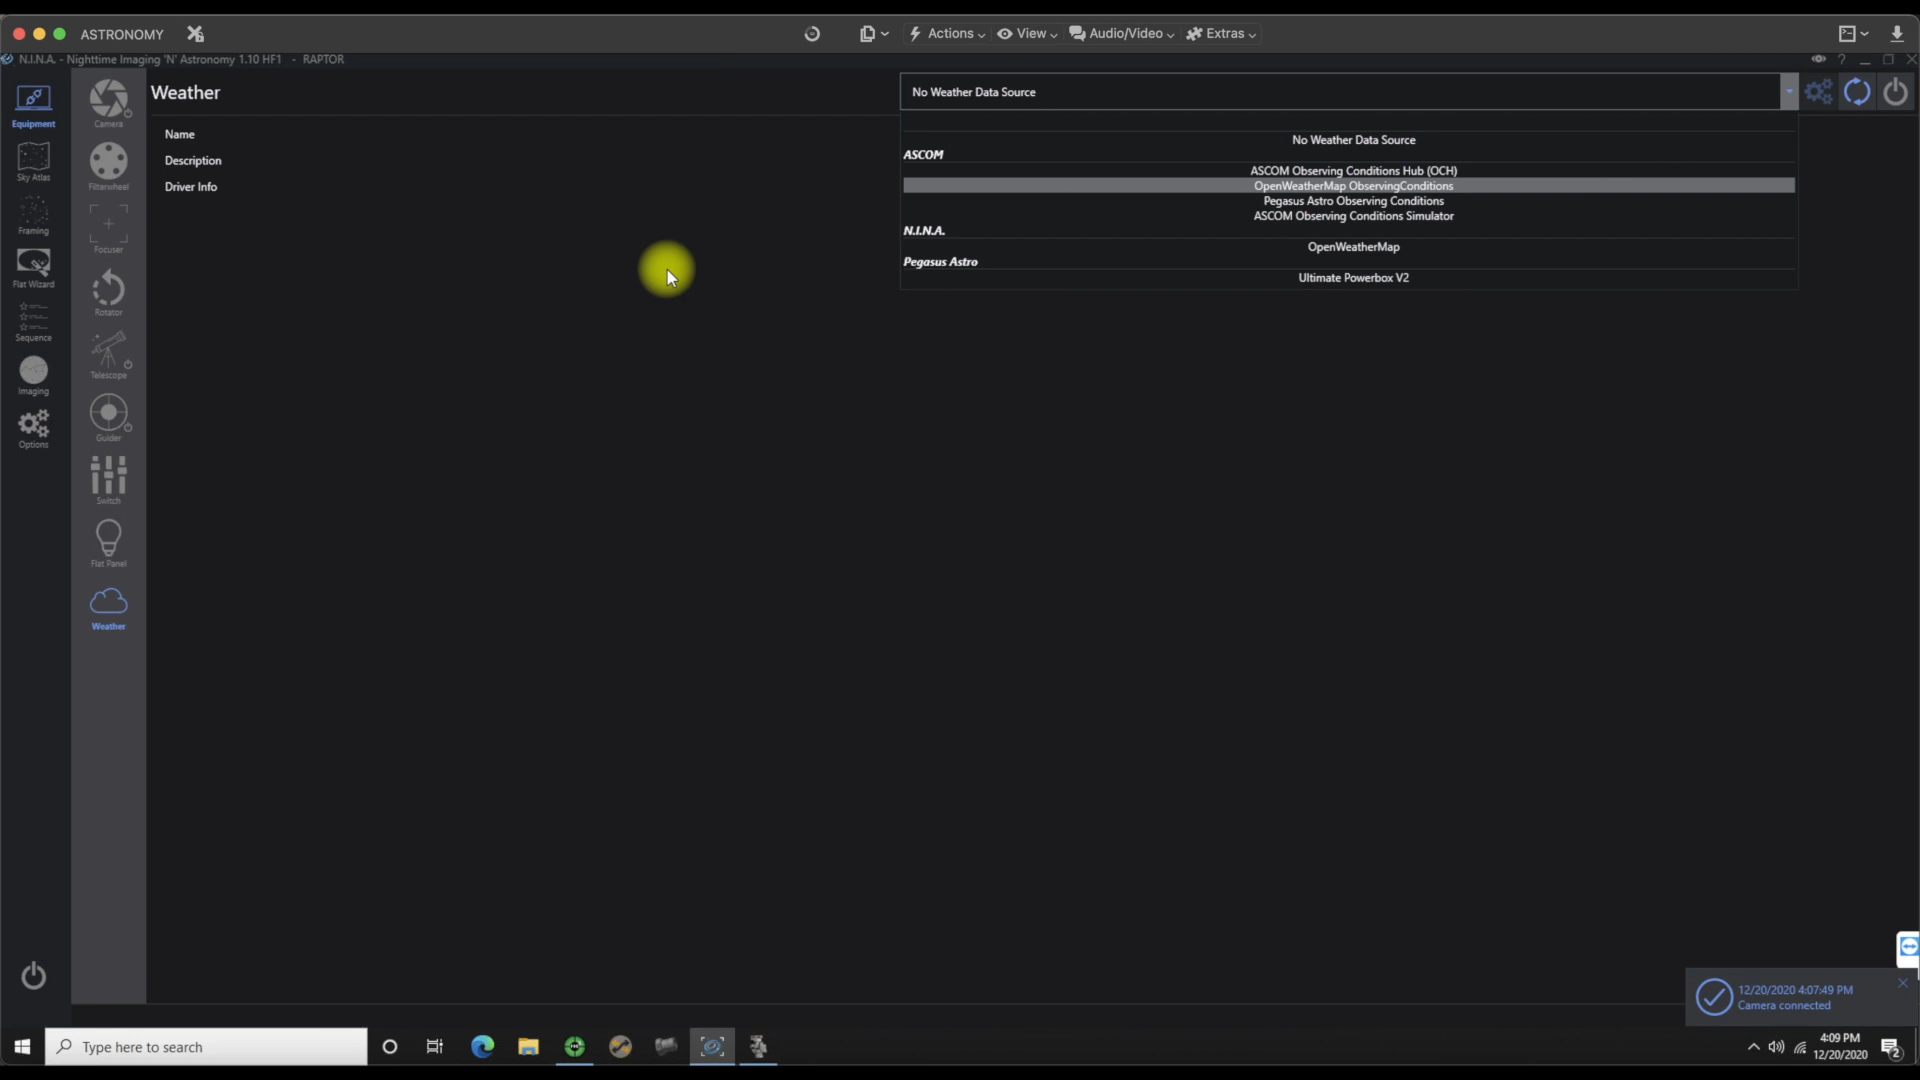 ASTRONOMY
Actions
View
Audio/Video
Extras
N.I.N.A. - Nighttime Imaging 'N' Astronomy 1.10 HF1 - RAPTOR
?
Equipment
Sky Atlas
Framing
Flat Wizard
Sequence
Imaging
Options
Camera
Filterwheel
Focuser
Rotator
Telescope
Guider
Switch
Flat Panel
Weather
Weather
Name
Description
Driver Info
No Weather Data Source
No Weather Data Source
ASCOM
ASCOM Observing Conditions Hub (OCH)
OpenWeatherMap ObservingConditions
Pegasus Astro Observing Conditions
ASCOM Observing Conditions Simulator
N.I.N.A.
OpenWeatherMap
Pegasus Astro
Ultimate Powerbox V2
12/20/2020 4:07:49 PM
Camera connected
Type here to search
4:09 PM
12/20/2020
2